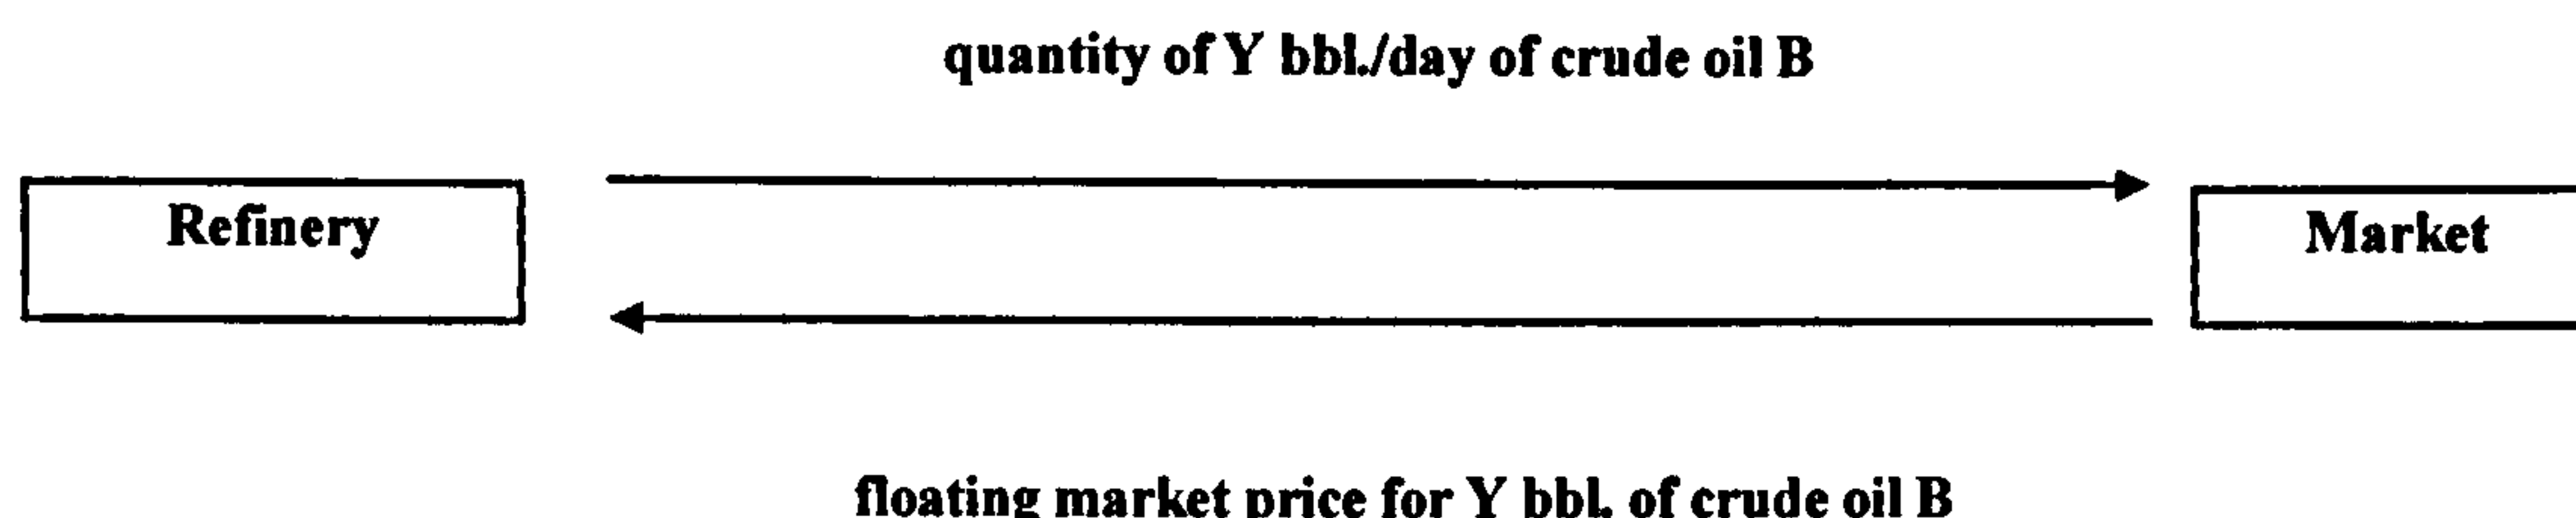 quantity of Y bbl./day of crude oil B
Refinery
Market
floating market price for Y bbl. of crude oil B